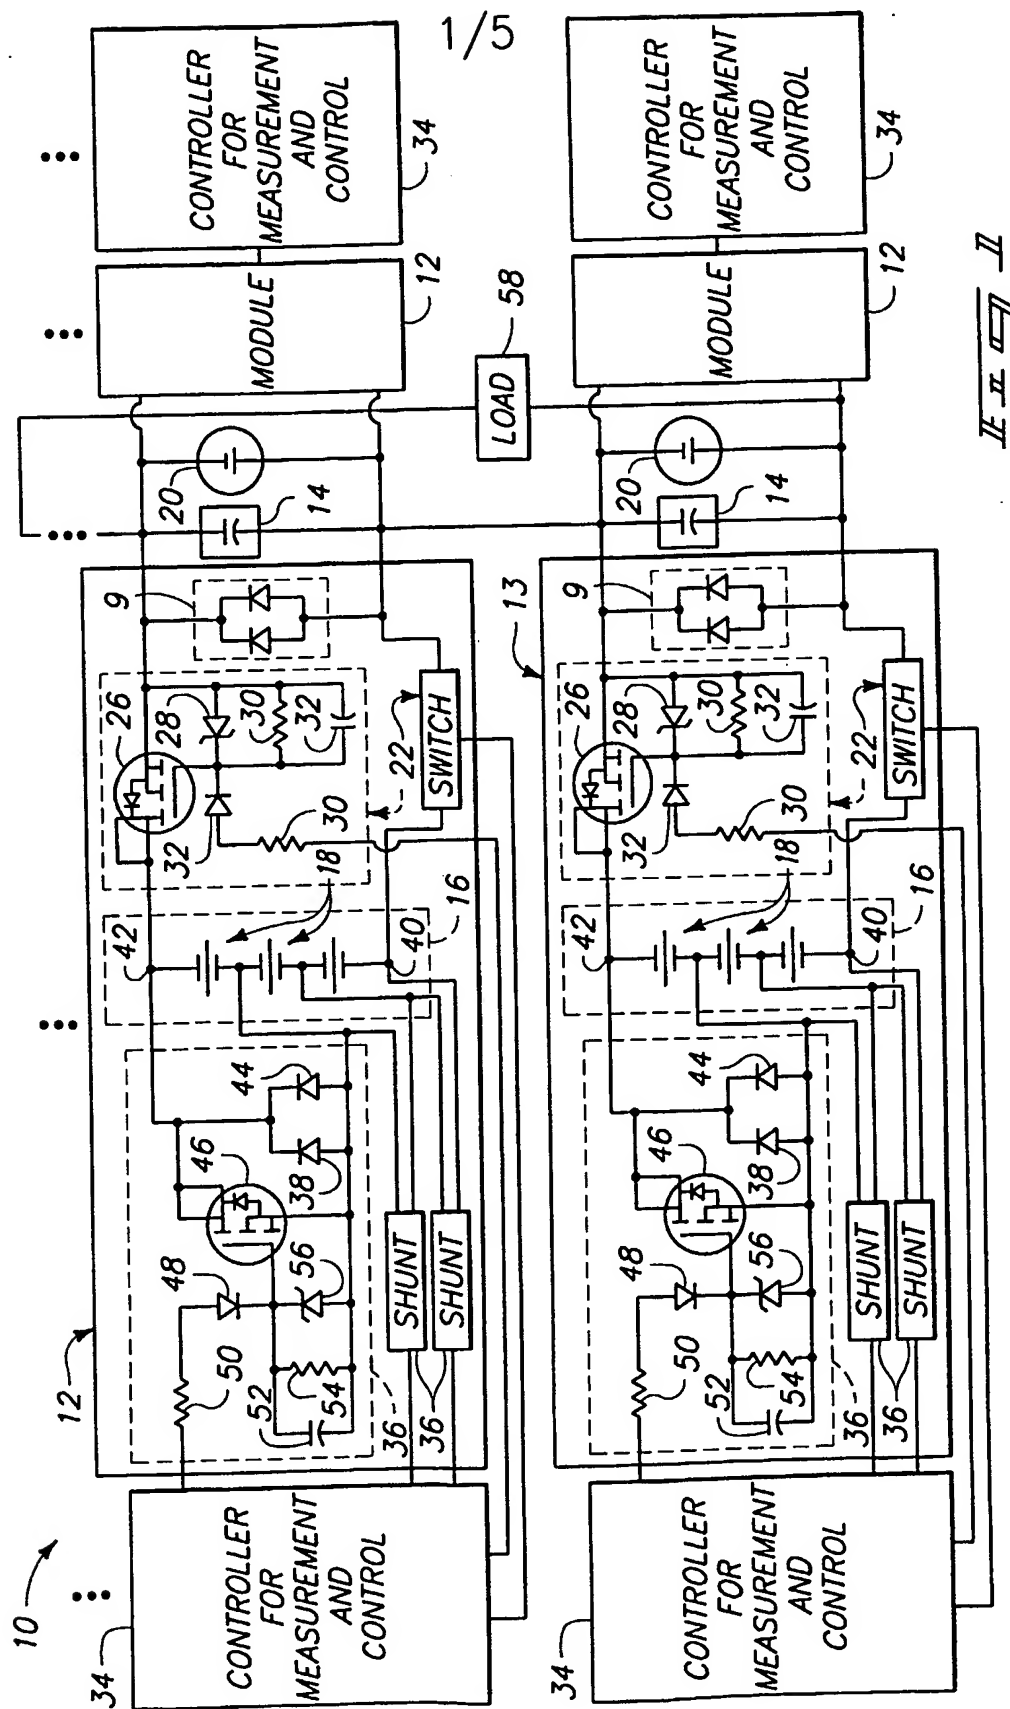 1/5
10
34
CONTROLLER
FOR
MEASUREMENT
AND
CONTROL
12
50
48
46
52
54
56
38
44
36
36
SHUNT
SHUNT
42
18
40
16
26
28
30
32
32
30
22
SWITCH
9
14
20
MODULE
12
CONTROLLER
FOR
MEASUREMENT
AND
CONTROL
34
LOAD
58
34
CONTROLLER
FOR
MEASUREMENT
AND
CONTROL
13
50
48
46
52
54
56
38
44
36
36
SHUNT
SHUNT
42
18
40
16
26
28
30
32
32
30
22
SWITCH
9
14
20
MODULE
12
CONTROLLER
FOR
MEASUREMENT
AND
CONTROL
34